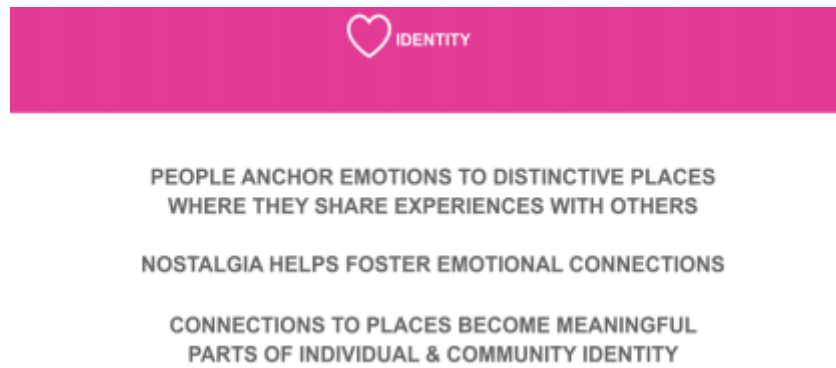 IDENTITY
PEOPLE ANCHOR EMOTIONS TO DISTINCTIVE PLACES
WHERE THEY SHARE EXPERIENCES WITH OTHERS
NOSTALGIA HELPS FOSTER EMOTIONAL CONNECTIONS
CONNECTIONS TO PLACES BECOME MEANINGFUL
PARTS OF INDIVIDUAL & COMMUNITY IDENTITY